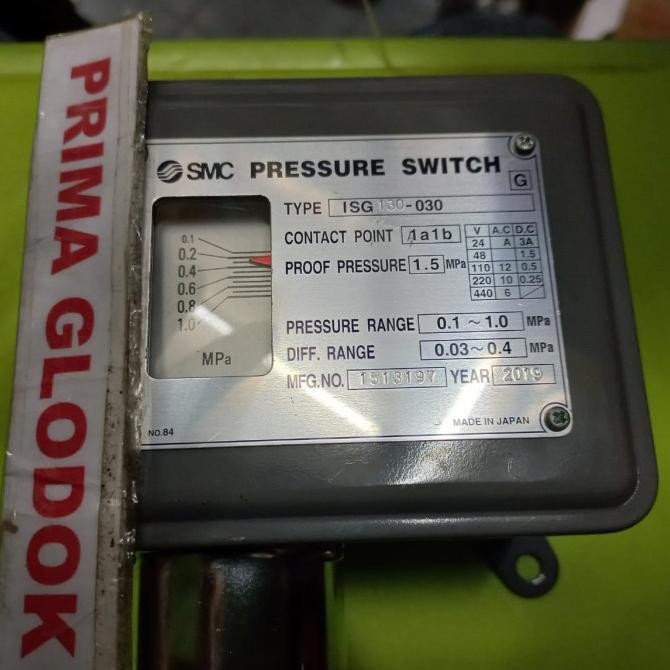 PRIMA GLODOK
SMC PRESSURE SWITCH
G
TYPE ISG 130-030
CONTACT POINT 1a1b
PROOF PRESSURE 1.5 MPa
V A.C D.C
24 A 3A
48 1.5
110 12 0.5
220 10 0.25
440 6
PRESSURE RANGE 0.1 ~ 1.0 MPa
DIFF. RANGE 0.03 ~ 0.4 MPa
MFG.NO. 1513197 YEAR 2019
0.1
0.2
0.4
0.6
0.8
1.0
MPa
NO.84
MADE IN JAPAN